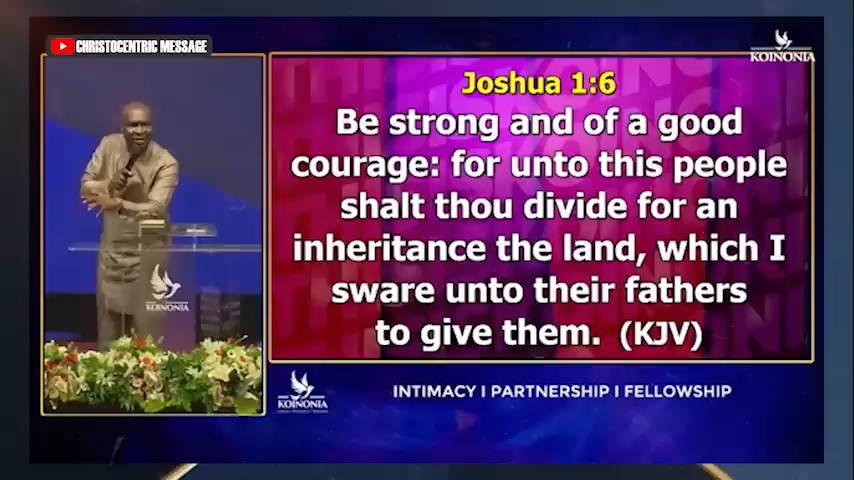 CHRISTOCENTRIC MESSAGE
KOINONIA
Joshua 1:6
Be strong and of a good
courage: for unto this people
shalt thou divide for an
inheritance the land, which I
sware unto their fathers
to give them. (KJV)
KOINONIA
KOINONIA
INTIMACY I PARTNERSHIP I FELLOWSHIP